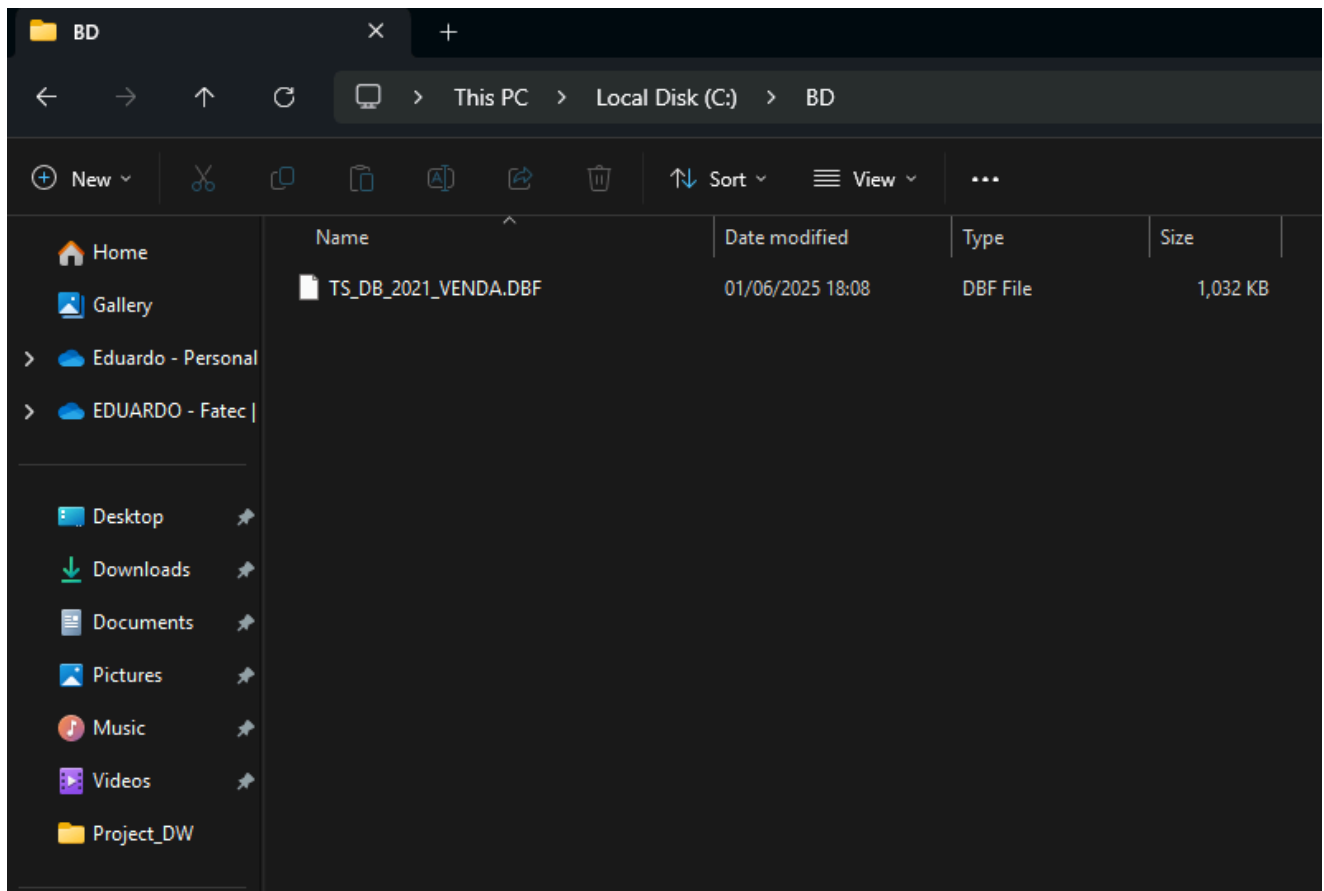 BD
This PC > Local Disk (C:) > BD
New Sort View
Name Date modified Type Size
TS_DB_2021_VENDA.DBF 01/06/2025 18:08 DBF File 1,032 KB
Home
Gallery
Eduardo - Personal
EDUARDO - Fatec |
Desktop
Downloads
Documents
Pictures
Music
Videos
Project_DW